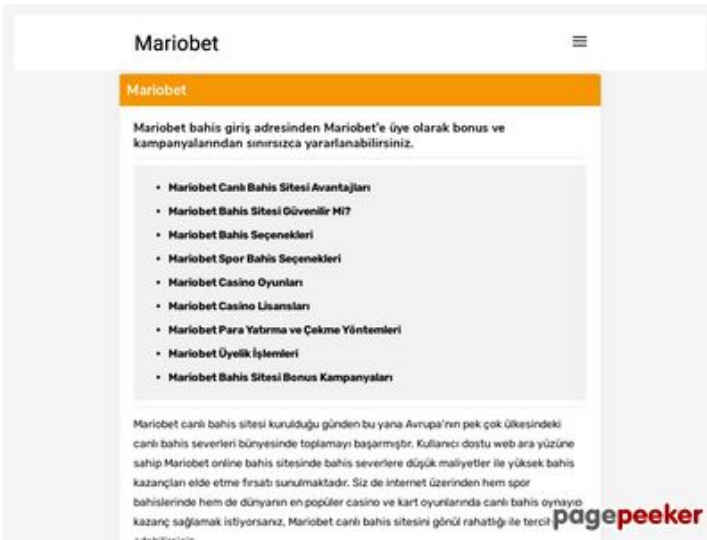 Mariobet
Mariobet
Mariobet bahis giriş adresinden Mariobet'e üye olarak bonus ve
kampanyalarından sınırsızca yararlanabilirsiniz.
• Mariobet Canlı Bahis Sitesi Avantajları
• Mariobet Bahis Sitesi Güvenilir Mi?
• Mariobet Bahis Seçenekleri
• Mariobet Spor Bahis Seçenekleri
• Mariobet Casino Oyunları
• Mariobet Casino Lisansları
• Mariobet Para Yatırma ve Çekme Yöntemleri
• Mariobet Üyelik İşlemleri
• Mariobet Bahis Sitesi Bonus Kampanyaları
Mariobet canlı bahis sitesi kurulduğu günden bu yana Avrupa'nın pek çok ülkesindeki
canlı bahis severleri bünyesinde toplamayı başarmıştır. Kullanıcı dostu web ara yüzüne
sahip Mariobet online bahis sitesinde bahis severlere düşük maliyetler ile yüksek bahis
kazançları elde etme fırsatı sunulmaktadır. Siz de internet üzerinden hem spor
bahislerinde hem de dünyanın en popüler casino ve kart oyunlarında canlı bahis oynayıp
kazanç sağlamak istiyorsanız, Mariobet canlı bahis sitesini gönül rahatlığı ile
pagepeeker